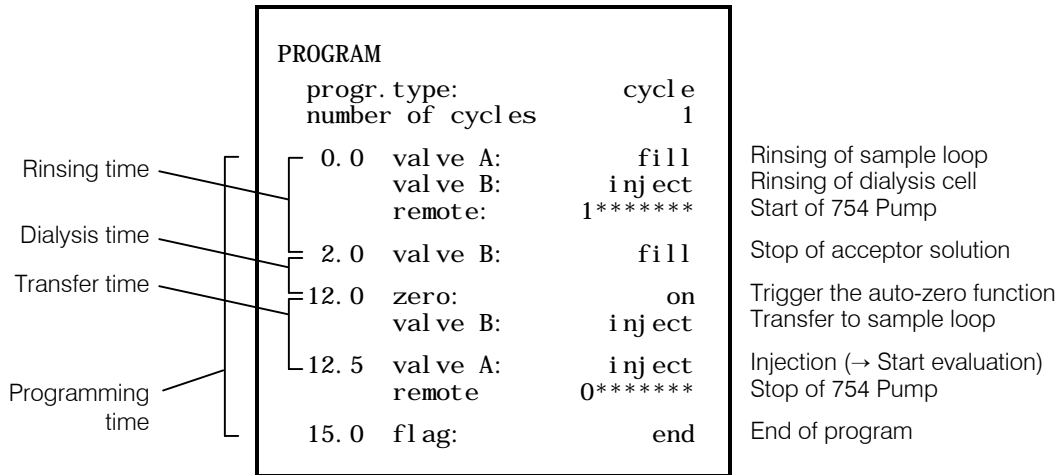 PROGRAM
progr.type: cycle
number of cycles 1
Rinsing time
0.0 valve A: fill Rinsing of sample loop
valve B: inject Rinsing of dialysis cell
remote: 1******* Start of 754 Pump
Dialysis time
2.0 valve B: fill Stop of acceptor solution
Transfer time
12.0 zero: on Trigger the auto-zero function
valve B: inject Transfer to sample loop
12.5 valve A: inject Injection (→ Start evaluation)
Programming
time
remote 0******* Stop of 754 Pump
15.0 flag: end End of program